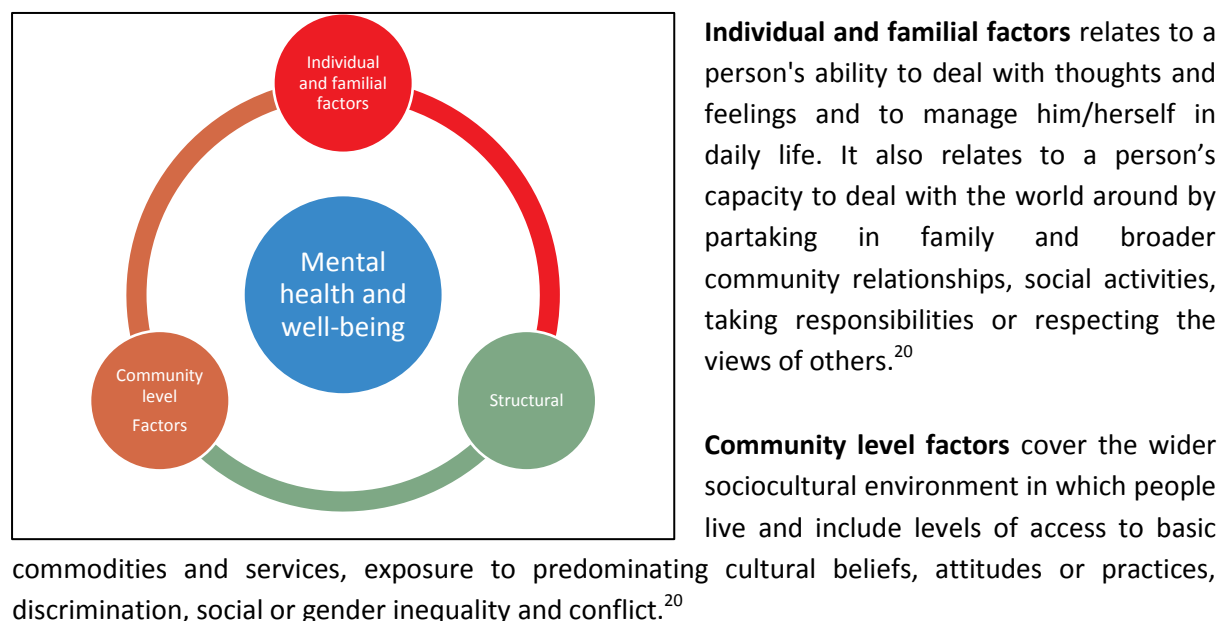 Individual
and familial
factors
Mental
health and
well-being
Community
level
Factors
Structural
Individual and familial factors relates to a
person's ability to deal with thoughts and
feelings and to manage him/herself in
daily life. It also relates to a person’s
capacity to deal with the world around by
partaking in family and broader
community relationships, social activities,
taking responsibilities or respecting the
views of others.20
Community level factors cover the wider
sociocultural environment in which people
live and include levels of access to basic
commodities and services, exposure to predominating cultural beliefs, attitudes or practices,
discrimination, social or gender inequality and conflict.20